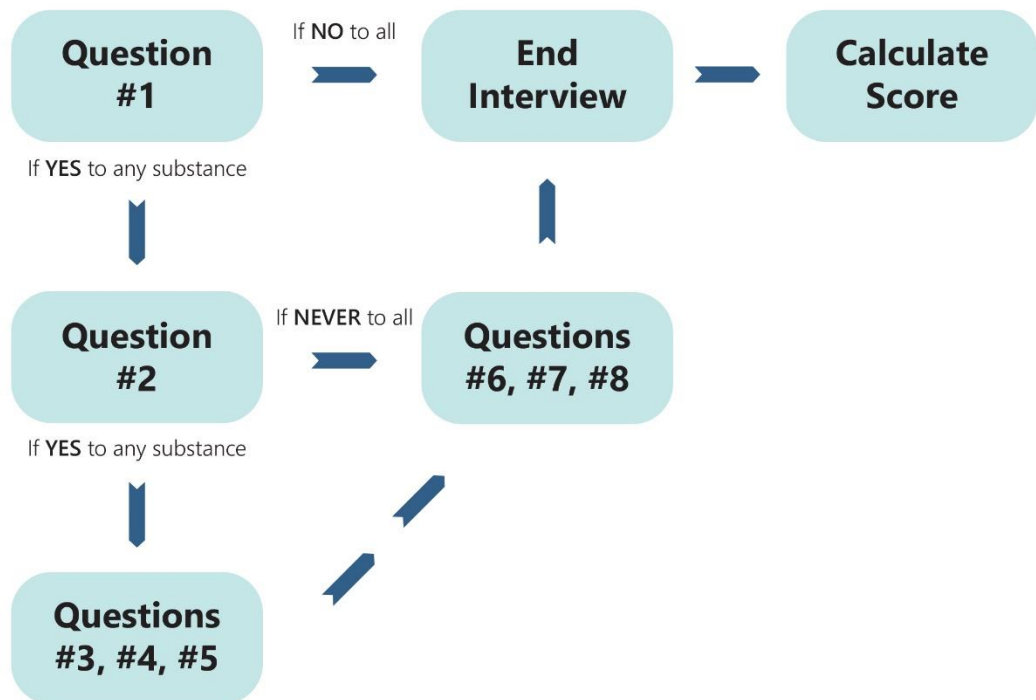 Question
#1
If NO to all
End
Interview
Calculate
Score
If YES to any substance
Question
#2
If NEVER to all
Questions
#6, #7, #8
If YES to any substance
Questions
#3, #4, #5